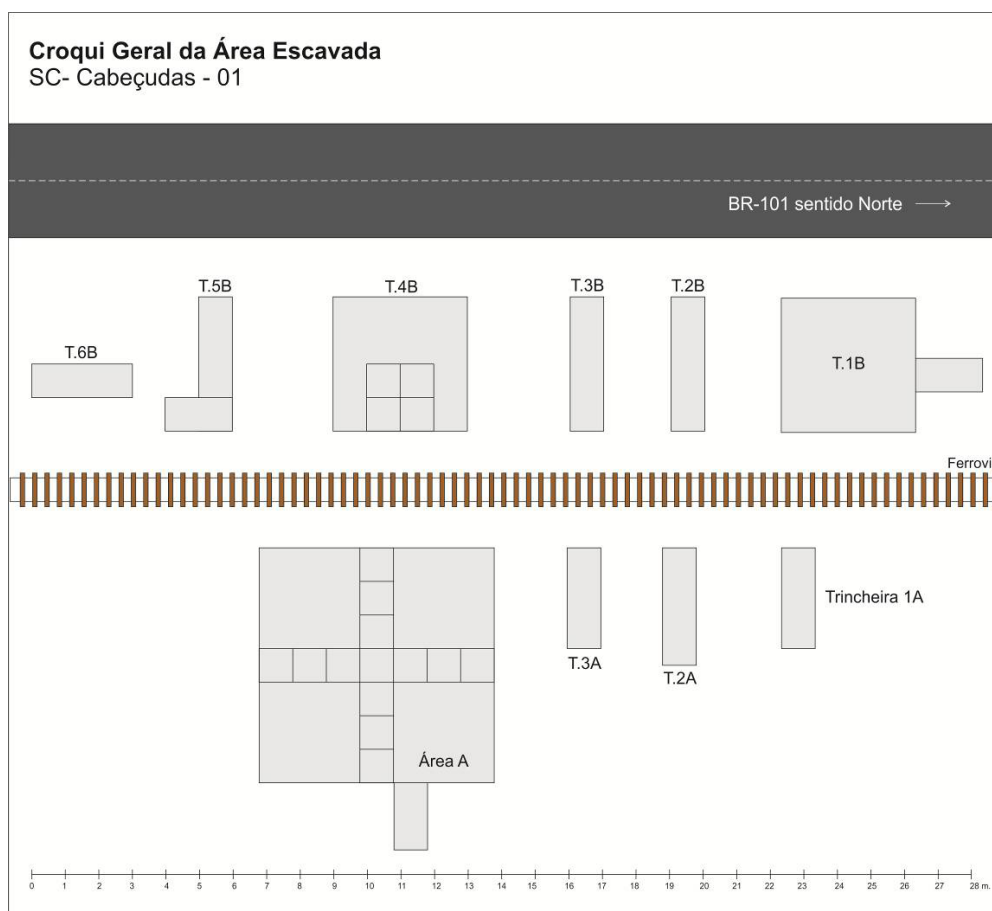 Croqui Geral da Área Escavada
SC- Cabeçudas - 01
BR-101 sentido Norte
T.5B T.4B T.3B T.2B
T.6B
T.1B
Ferrovi
Trincheira 1A
T.3A
T.2A
Área A
0 1 2 3 4 5 6 7 8 9 10 11 12 13 14 15 16 17 18 19 20 21 22 23 24 25 26 27 28 m.